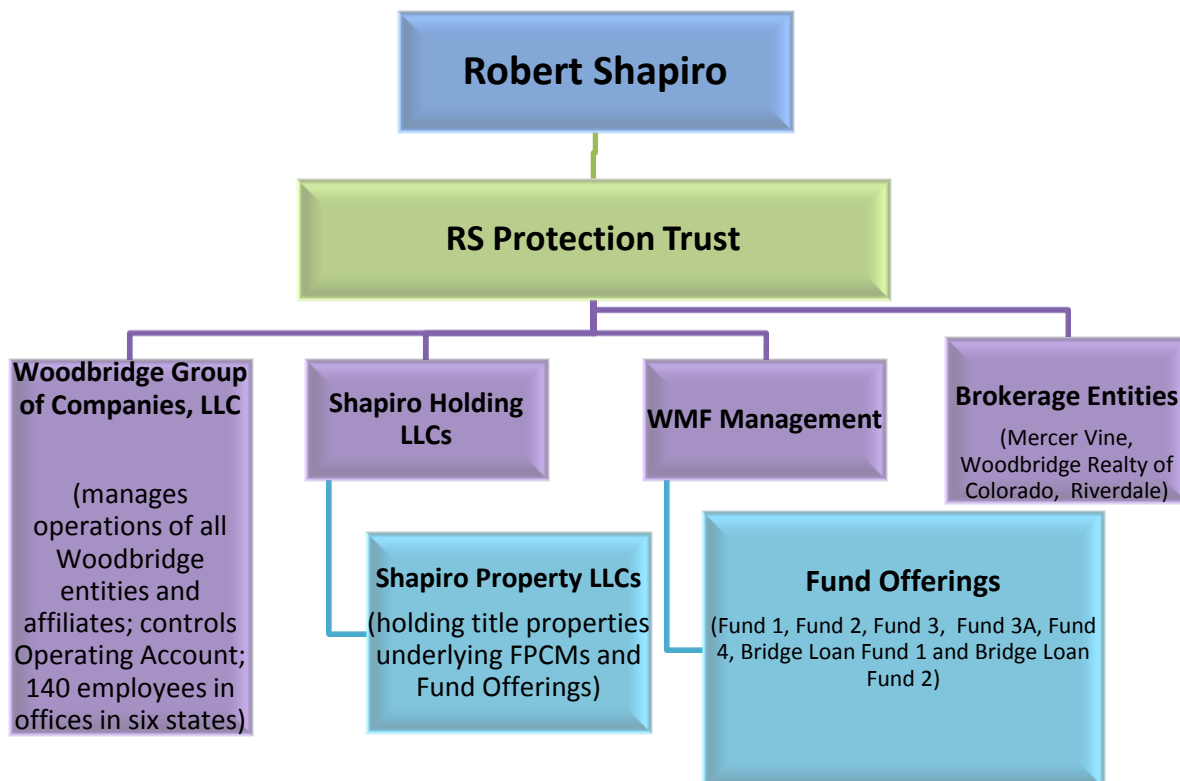 Robert Shapiro
RS Protection Trust
Woodbridge Group
of Companies, LLC
(manages
operations of all
Woodbridge
entities and
affiliates; controls
Operating Account;
140 employees in
offices in six states)
Shapiro Holding
LLCs
WMF Management
Brokerage Entities
(Mercer Vine,
Woodbridge Realty of
Colorado, Riverdale)
Shapiro Property LLCs
(holding title properties
underlying FPCMs and
Fund Offerings)
Fund Offerings
(Fund 1, Fund 2, Fund 3, Fund 3A, Fund
4, Bridge Loan Fund 1 and Bridge Loan
Fund 2)